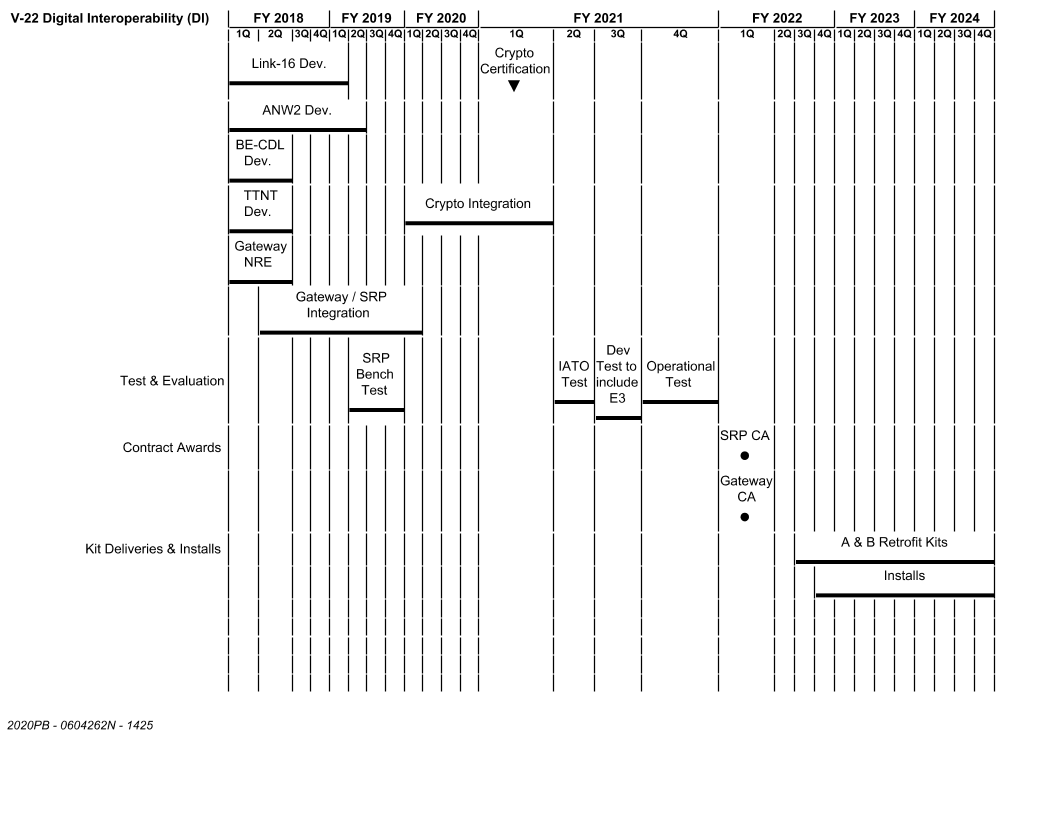 V-22 Digital Interoperability (DI)
FY 2018 FY 2019 FY 2020 FY 2021 FY 2022 FY 2023 FY 2024
1Q 2Q 3Q 4Q 1Q 2Q 3Q 4Q 1Q 2Q 3Q 4Q 1Q 2Q 3Q 4Q 1Q 2Q 3Q 4Q 1Q 2Q 3Q 4Q 1Q 2Q 3Q 4Q
Link-16 Dev.
Crypto
Certification
ANW2 Dev.
BE-CDL
Dev.
TTNT
Dev.
Crypto Integration
Gateway
NRE
Gateway / SRP
Integration
Test & Evaluation
SRP
Bench
Test
IATO
Test
Dev
Test to
include
E3
Operational
Test
Contract Awards
SRP CA
Gateway
CA
Kit Deliveries & Installs
A & B Retrofit Kits
Installs
2020PB - 0604262N - 1425